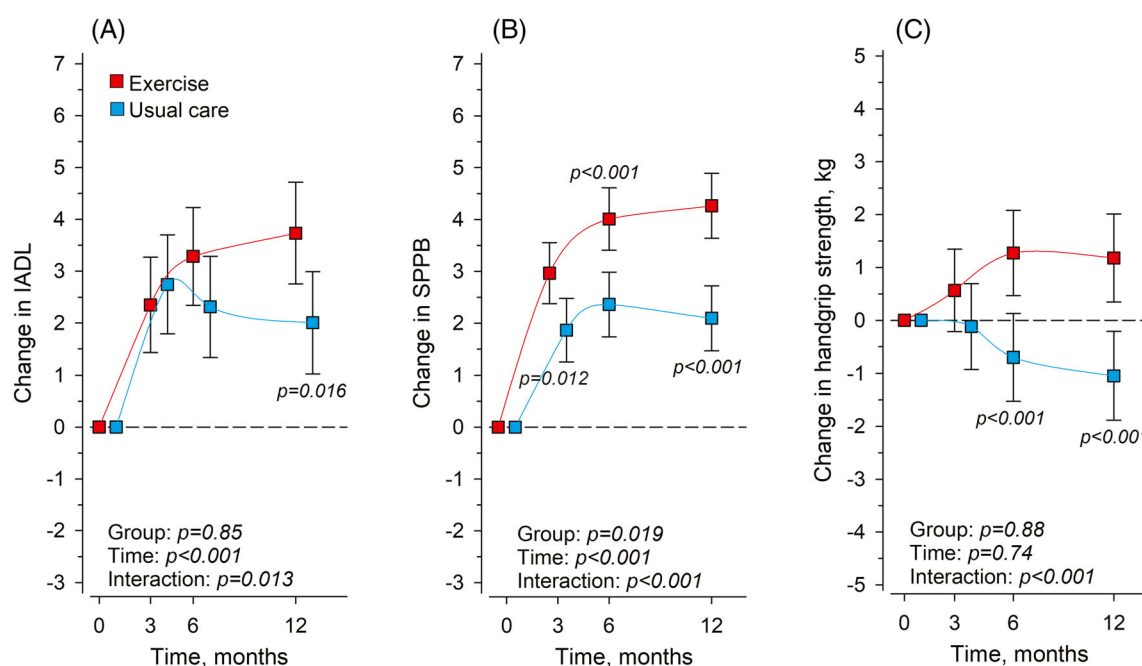 (A)
7
6
5
4
3
2
1
0
-1
-2
-3
Change in IADL
Exercise
Usual care
p=0.016
Group: p=0.85
Time: p<0.001
Interaction: p=0.013
0 3 6 12
Time, months
(B)
7
6
5
4
3
2
1
0
-1
-2
-3
Change in SPPB
p<0.001
p=0.012
p<0.001
Group: p=0.019
Time: p<0.001
Interaction: p<0.001
0 3 6 12
Time, months
(C)
5
4
3
2
1
0
-1
-2
-3
-4
-5
Change in handgrip strength, kg
p<0.001
p<0.001
Group: p=0.88
Time: p=0.74
Interaction: p<0.001
0 3 6 12
Time, months